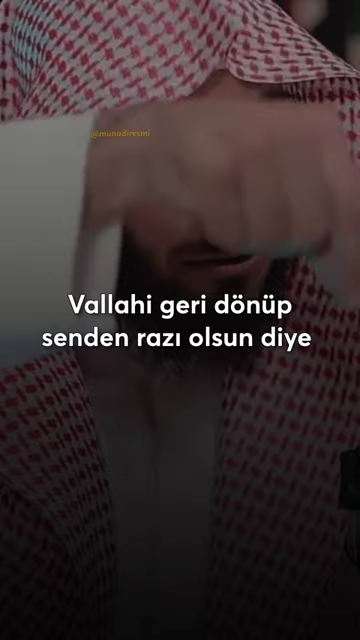 @munadiresmi
Vallahi geri dönüp
senden razı olsun diye